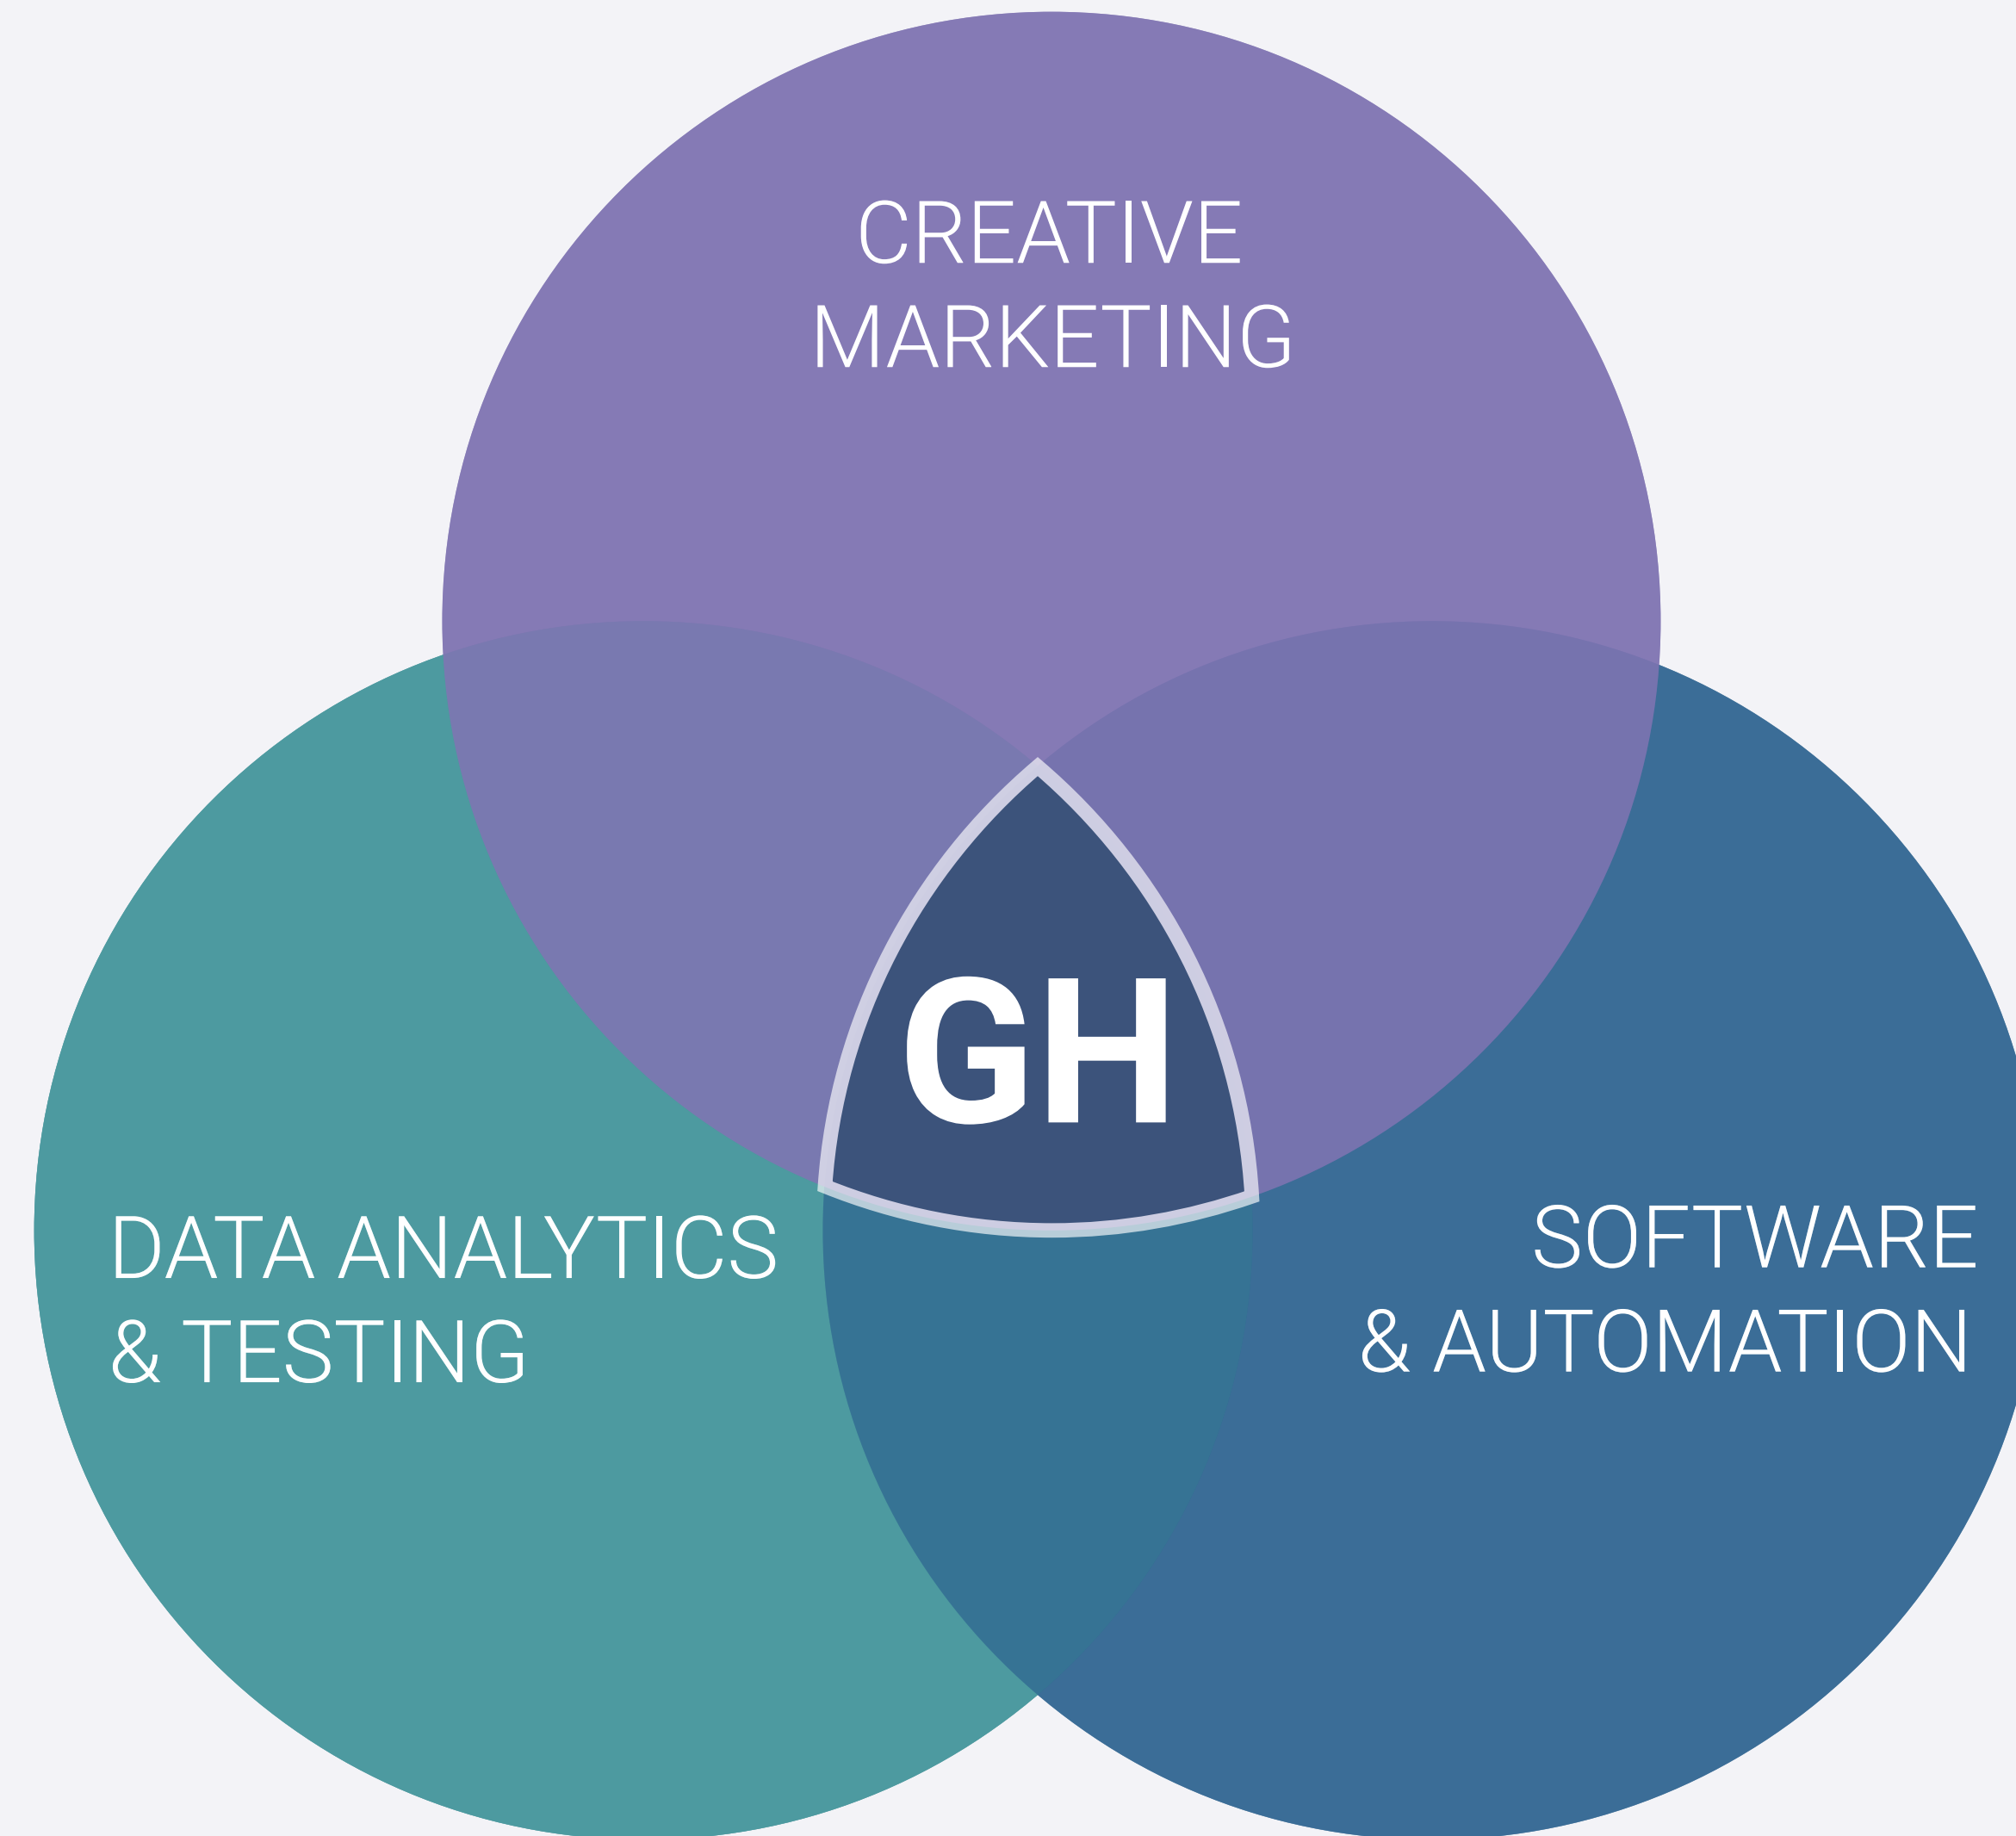 CREATIVE
MARKETING
GH
DATA ANALYTICS
& TESTING
SOFTWARE
& AUTOMATION